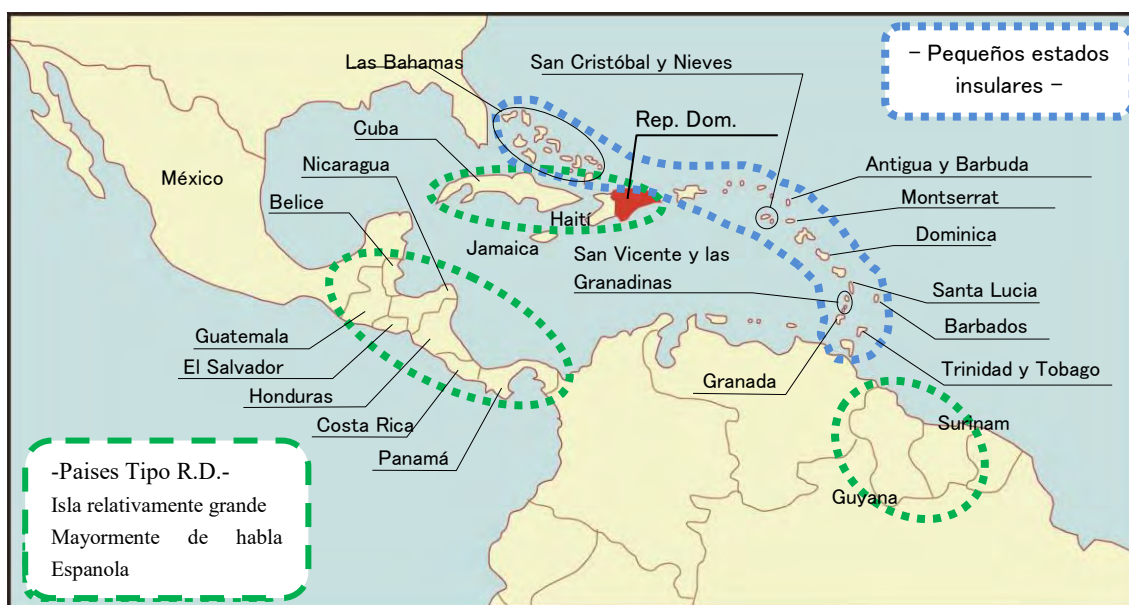 – Pequeños estados
insulares –
Las Bahamas
San Cristóbal y Nieves
Rep. Dom.
Cuba
Nicaragua
México
Belice
Antigua y Barbuda
Montserrat
Haití
Jamaica
Dominica
San Vicente y las
Granadinas
Santa Lucia
Barbados
Guatemala
El Salvador
Trinidad y Tobago
Granada
Honduras
Costa Rica
Surinam
Panamá
Guyana
-Paises Tipo R.D.-
Isla relativamente grande
Mayormente de habla
Espanola